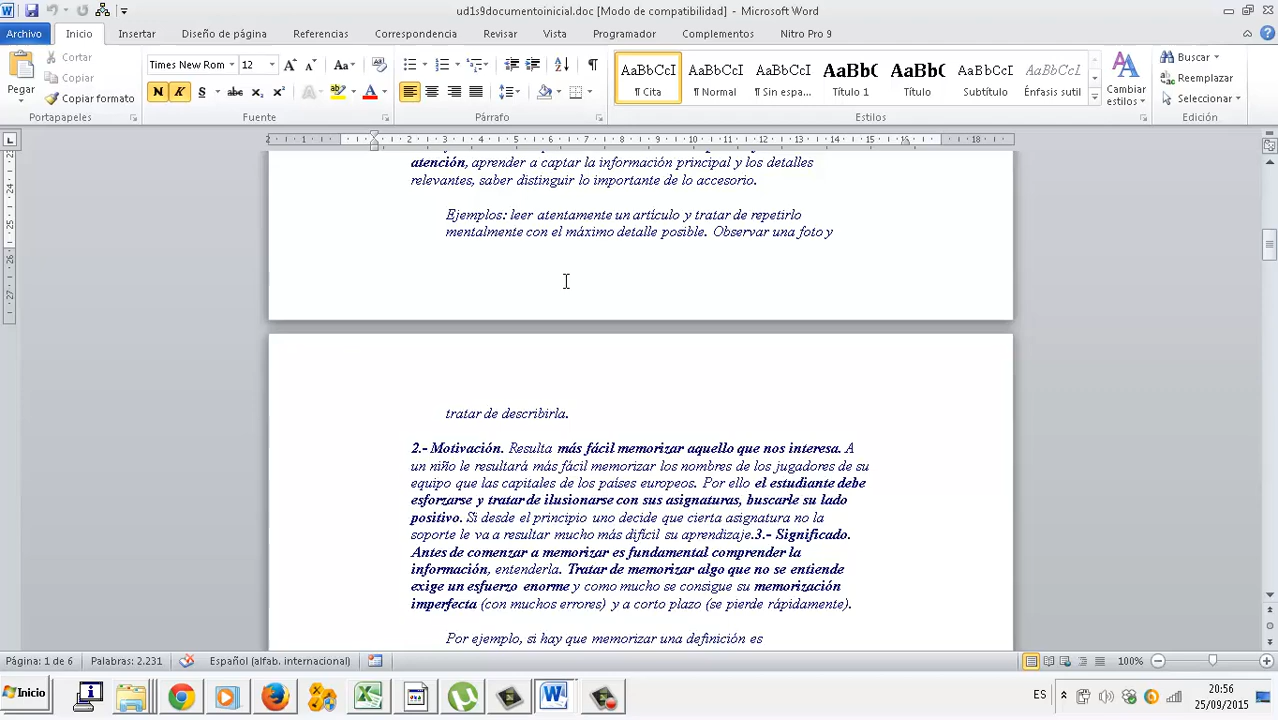 ud1s9documentoinicial.doc [Modo de compatibilidad] - Microsoft Word
Archivo Inicio Insertar Diseño de página Referencias Correspondencia Revisar Vista Programador Complementos Nitro Pro 9
Cortar
Copiar
Copiar formato
Pegar
Portapapeles
Times New Rom 12
Fuente
Párrafo
AaBbCcI AaBbCcI AaBbCcI AaBbC AaBbC AaBbCcI AaBbCcI
¶ Cita ¶ Normal ¶ Sin espa... Título 1 Título Subtítulo Énfasis sutil
Cambiar estilos
Estilos
Buscar
Reemplazar
Seleccionar
Edición
atención, aprender a captar la información principal y los detalles
relevantes, saber distinguir lo importante de lo accesorio.
Ejemplos: leer atentamente un artículo y tratar de repetirlo
mentalmente con el máximo detalle posible. Observar una foto y
tratar de describirla.
2.- Motivación. Resulta más fácil memorizar aquello que nos interesa. A
un niño le resultará más fácil memorizar los nombres de los jugadores de su
equipo que las capitales de los países europeos. Por ello el estudiante debe
esforzarse y tratar de ilusionarse con sus asignaturas, buscarle su lado
positivo. Si desde el principio uno decide que cierta asignatura no la
soporte le va a resultar mucho más difícil su aprendizaje.3.- Significado.
Antes de comenzar a memorizar es fundamental comprender la
información, entenderla. Tratar de memorizar algo que no se entiende
exige un esfuerzo enorme y como mucho se consigue su memorización
imperfecta (con muchos errores) y a corto plazo (se pierde rápidamente).
Por ejemplo, si hay que memorizar una definición es
Página: 1 de 6 Palabras: 2.231 Español (alfab. internacional) 100%
Inicio
ES
20:56
25/09/2015